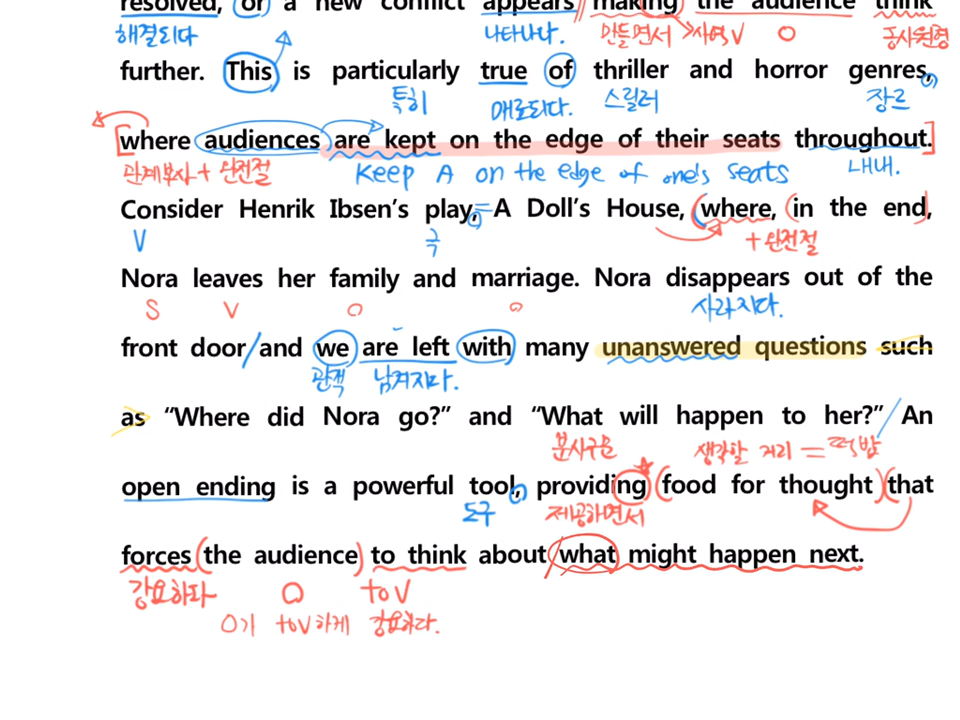 resolved, or a new conflict appears, making the audience think
해결되다 나타나다. 만들면서 사역V O 동사원형
further. This is particularly true of thriller and horror genres,
특히 스릴러 장르
where audiences are kept on the edge of their seats throughout.
관계부사 + 완전절 keep A on the edge of one's seats 내내.
Consider Henrik Ibsen's play, A Doll's House, where, in the end,
V 극 + 완전절
Nora leaves her family and marriage. Nora disappears out of the
S V O O 사라지다.
front door / and we are left with many unanswered questions such
관객 남겨지다.
as "Where did Nora go?" and "What will happen to her?" / An
분사구문 생각할 거리 = 떡밥
open ending is a powerful tool, providing (food for thought) (that
도구 제공하면서
forces (the audience) to think about what might happen next.
강요하다 O to V
O가 toV하게 강요하다.